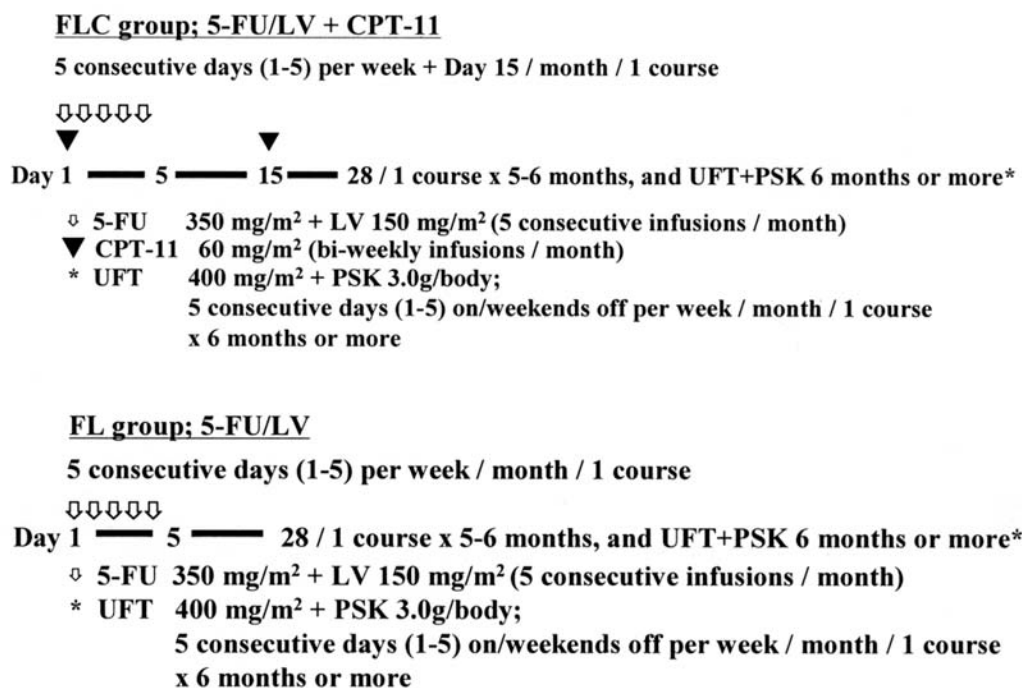 FLC group; 5-FU/LV + CPT-11
5 consecutive days (1-5) per week + Day 15 / month / 1 course
Day 1 5 15 28 / 1 course x 5-6 months, and UFT+PSK 6 months or more*
5-FU 350 mg/m² + LV 150 mg/m² (5 consecutive infusions / month)
▼ CPT-11 60 mg/m² (bi-weekly infusions / month)
* UFT 400 mg/m² + PSK 3.0g/body;
5 consecutive days (1-5) on/weekends off per week / month / 1 course
x 6 months or more
FL group; 5-FU/LV
5 consecutive days (1-5) per week / month / 1 course
Day 1 5 28 / 1 course x 5-6 months, and UFT+PSK 6 months or more*
5-FU 350 mg/m² + LV 150 mg/m² (5 consecutive infusions / month)
* UFT 400 mg/m² + PSK 3.0g/body;
5 consecutive days (1-5) on/weekends off per week / month / 1 course
x 6 months or more